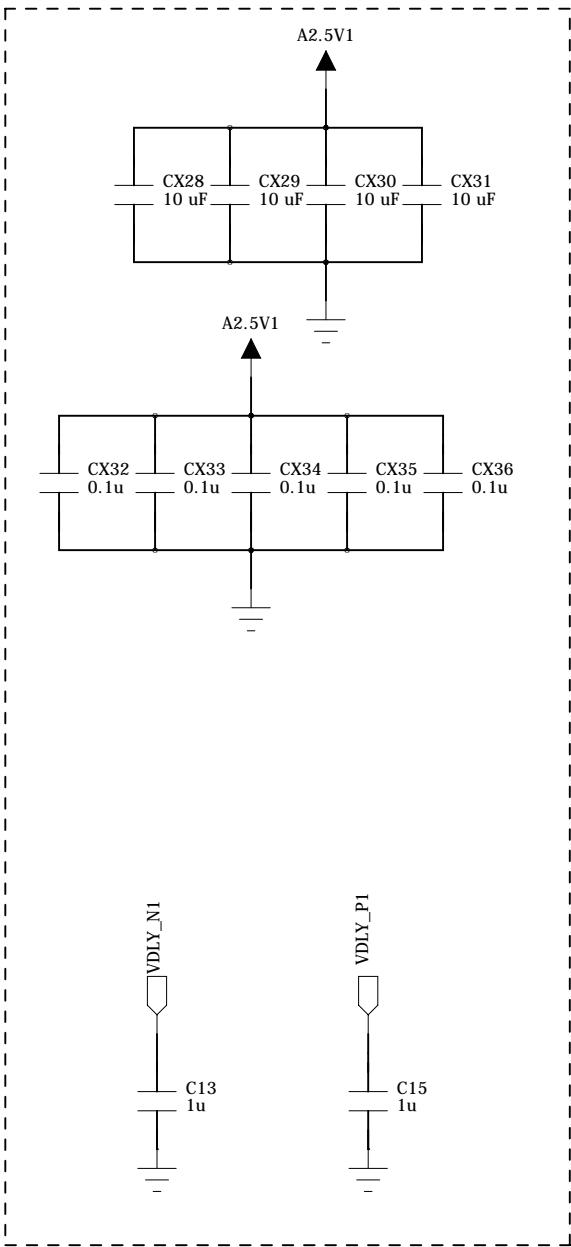 A2.5V1
CX28 CX29 CX30 CX31
10 uF 10 uF 10 uF 10 uF
A2.5V1
CX32 CX33 CX34 CX35 CX36
0.1u 0.1u 0.1u 0.1u 0.1u
VDLY_N1
VDLY_P1
C13 C15
1u 1u